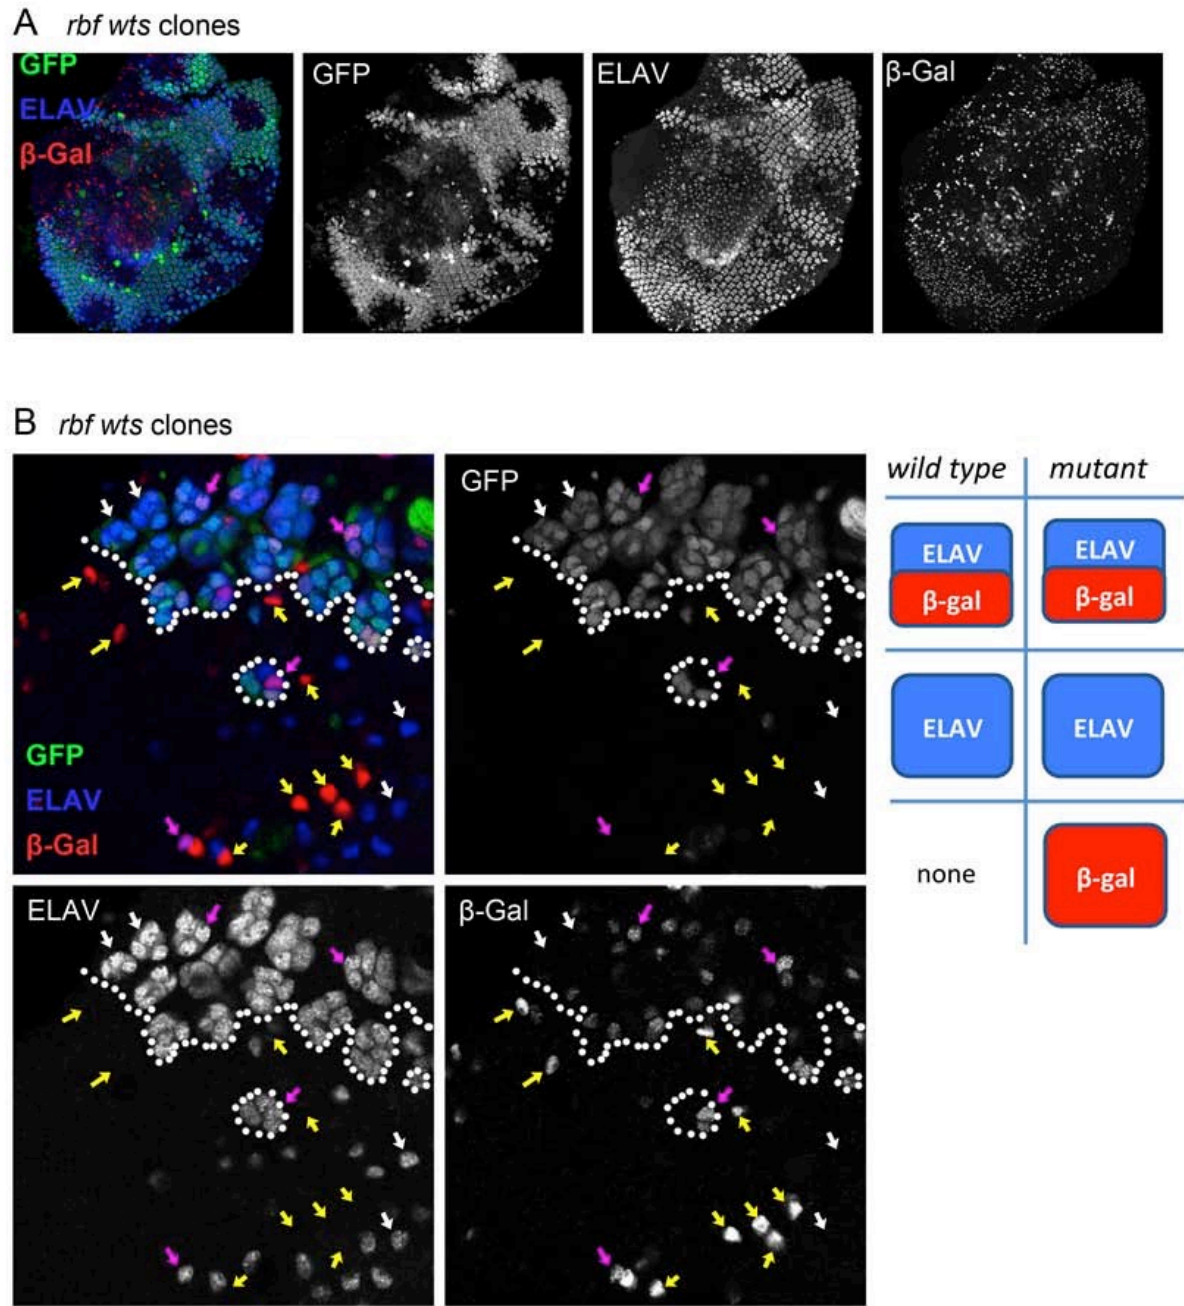 A rbf wts clones
GFP
ELAV
β-Gal
GFP
ELAV
β-Gal
B rbf wts clones
GFP
ELAV
β-Gal
GFP
ELAV
β-Gal
wild type mutant
ELAV ELAV
β-gal β-gal
ELAV ELAV
none β-gal